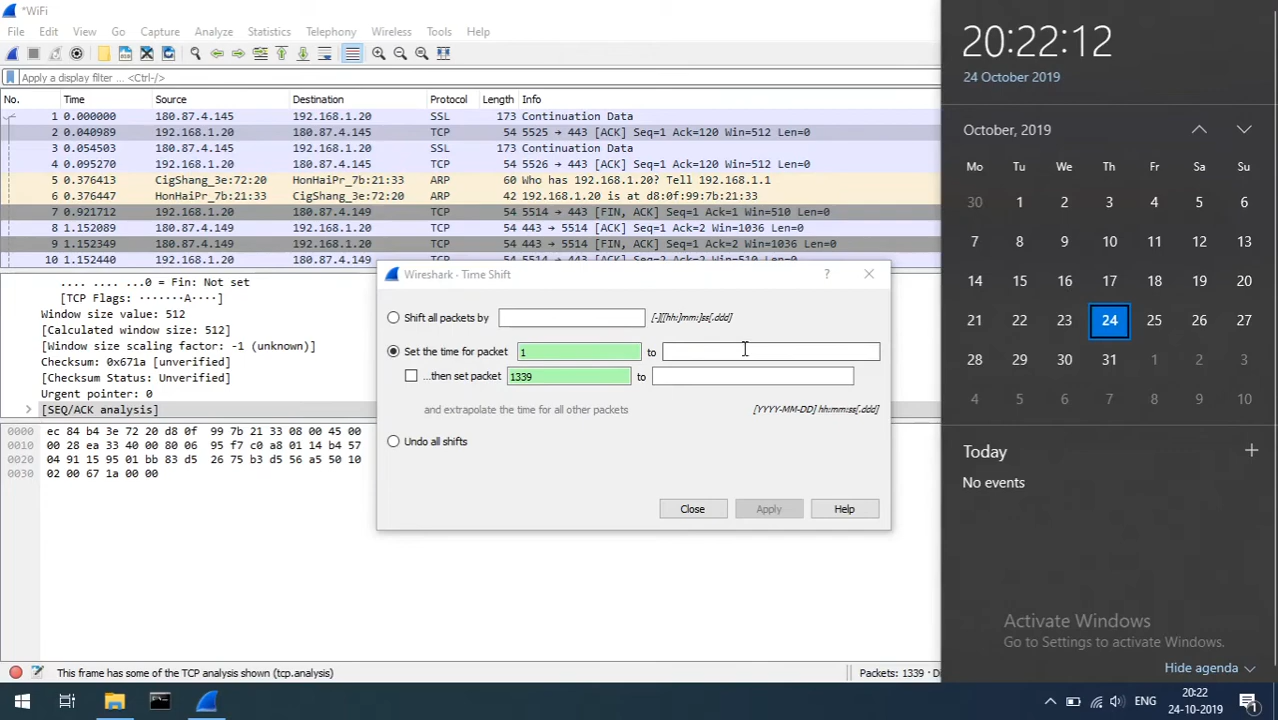 *WiFi
File Edit View Go Capture Analyze Statistics Telephony Wireless Tools Help
Apply a display filter ... <Ctrl-/>
No. Time Source Destination Protocol Length Info
1 0.000000 180.87.4.145 192.168.1.20 SSL 173 Continuation Data
2 0.040989 192.168.1.20 180.87.4.145 TCP 54 5525 → 443 [ACK] Seq=1 Ack=120 Win=512 Len=0
3 0.054503 180.87.4.145 192.168.1.20 SSL 173 Continuation Data
4 0.095270 192.168.1.20 180.87.4.145 TCP 54 5526 → 443 [ACK] Seq=1 Ack=120 Win=512 Len=0
5 0.376413 CigShang_3e:72:20 HonHaiPr_7b:21:33 ARP 60 Who has 192.168.1.20? Tell 192.168.1.1
6 0.376447 HonHaiPr_7b:21:33 CigShang_3e:72:20 ARP 42 192.168.1.20 is at d8:0f:99:7b:21:33
7 0.921712 192.168.1.20 180.87.4.149 TCP 54 5514 → 443 [FIN, ACK] Seq=1 Ack=1 Win=510 Len=0
8 1.152089 180.87.4.149 192.168.1.20 TCP 54 443 → 5514 [ACK] Seq=1 Ack=2 Win=1036 Len=0
9 1.152349 180.87.4.149 192.168.1.20 TCP 54 443 → 5514 [FIN, ACK] Seq=1 Ack=2 Win=1036 Len=0
10 1.152440 192.168.1.20 180.87.4.149 TCP 54 5514 → 443 [ACK] Seq=2 Ack=2 Win=510 Len=0
.... .... ...0 = Fin: Not set
[TCP Flags: ·······A····]
Window size value: 512
[Calculated window size: 512]
[Window size scaling factor: -1 (unknown)]
Checksum: 0x671a [unverified]
[Checksum Status: Unverified]
Urgent pointer: 0
[SEQ/ACK analysis]
0000 ec 84 b4 3e 72 20 d8 0f 99 7b 21 33 08 00 45 00
0010 00 28 ea 33 40 00 80 06 95 f7 c0 a8 01 14 b4 57
0020 04 91 15 95 01 bb 83 d5 26 75 b3 d5 56 a5 50 10
0030 02 00 67 1a 00 00
Wireshark · Time Shift
? 
Shift all packets by [-][[hh:]mm:]ss[.ddd]
Set the time for packet 1 to
...then set packet 1339 to
and extrapolate the time for all other packets [YYYY-MM-DD] hh:mm:ss[.ddd]
Undo all shifts
Close Apply Help
20:22:12
24 October 2019
October, 2019
Mo Tu We Th Fr Sa Su
30 1 2 3 4 5 6
7 8 9 10 11 12 13
14 15 16 17 18 19 20
21 22 23 24 25 26 27
28 29 30 31 1 2 3
4 5 6 7 8 9 10
Today
No events
Activate Windows
Go to Settings to activate Windows.
Hide agenda
This frame has some of the TCP analysis shown (tcp.analysis)
Packets: 1339 · D
ENG
20:22
24-10-2019
1